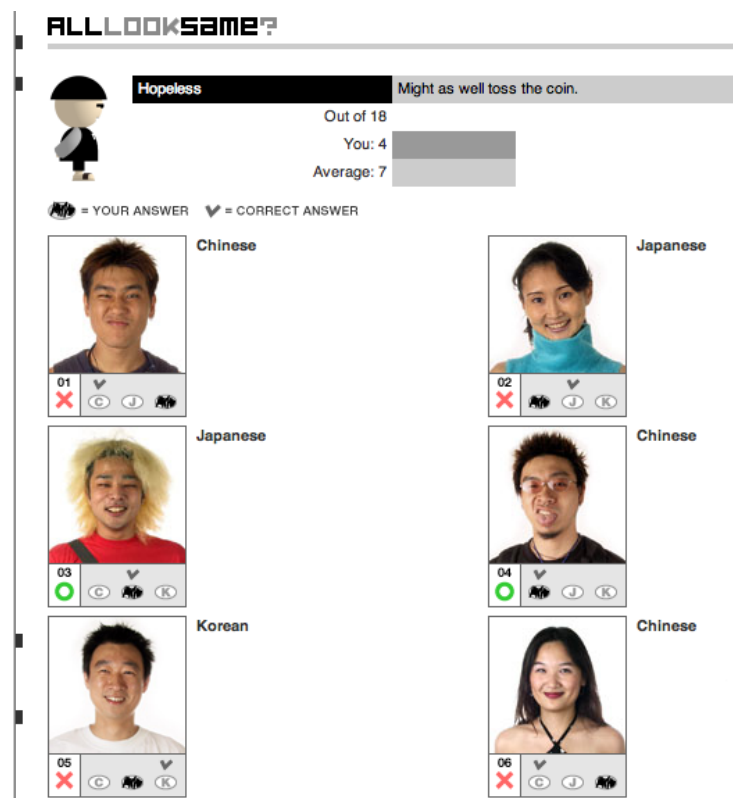 ALLLOOKSAME?
Hopeless Might as well toss the coin.
Out of 18
You: 4
Average: 7
= YOUR ANSWER = CORRECT ANSWER
Chinese Japanese
01 02
C J J K
Japanese Chinese
03 04
C K J K
Korean Chinese
05 06
C K C J